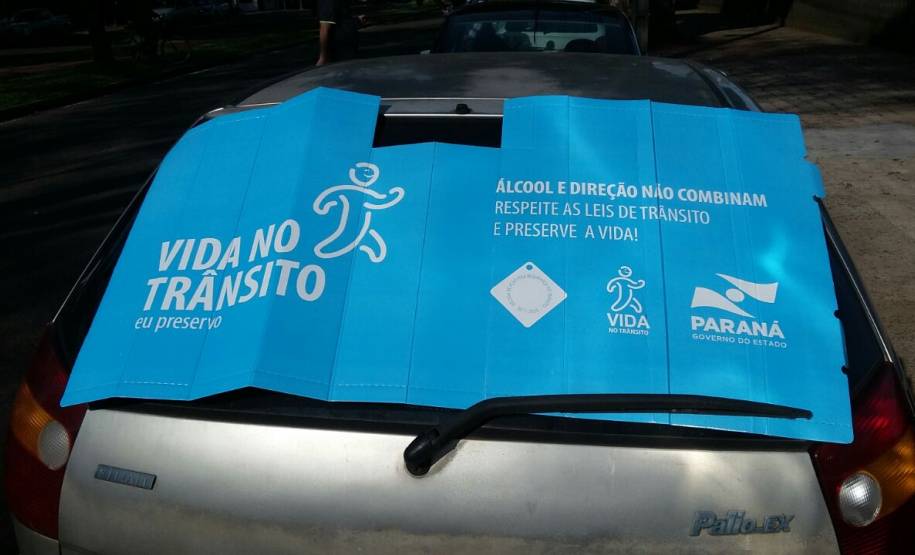 VIDA NO
TRÂNSITO
eu preservo
ÁLCOOL E DIREÇÃO NÃO COMBINAM
RESPEITE AS LEIS DE TRÂNSITO
E PRESERVE A VIDA!
VIDA
NO TRÂNSITO
PARANÁ
GOVERNO DO ESTADO
Palio EX